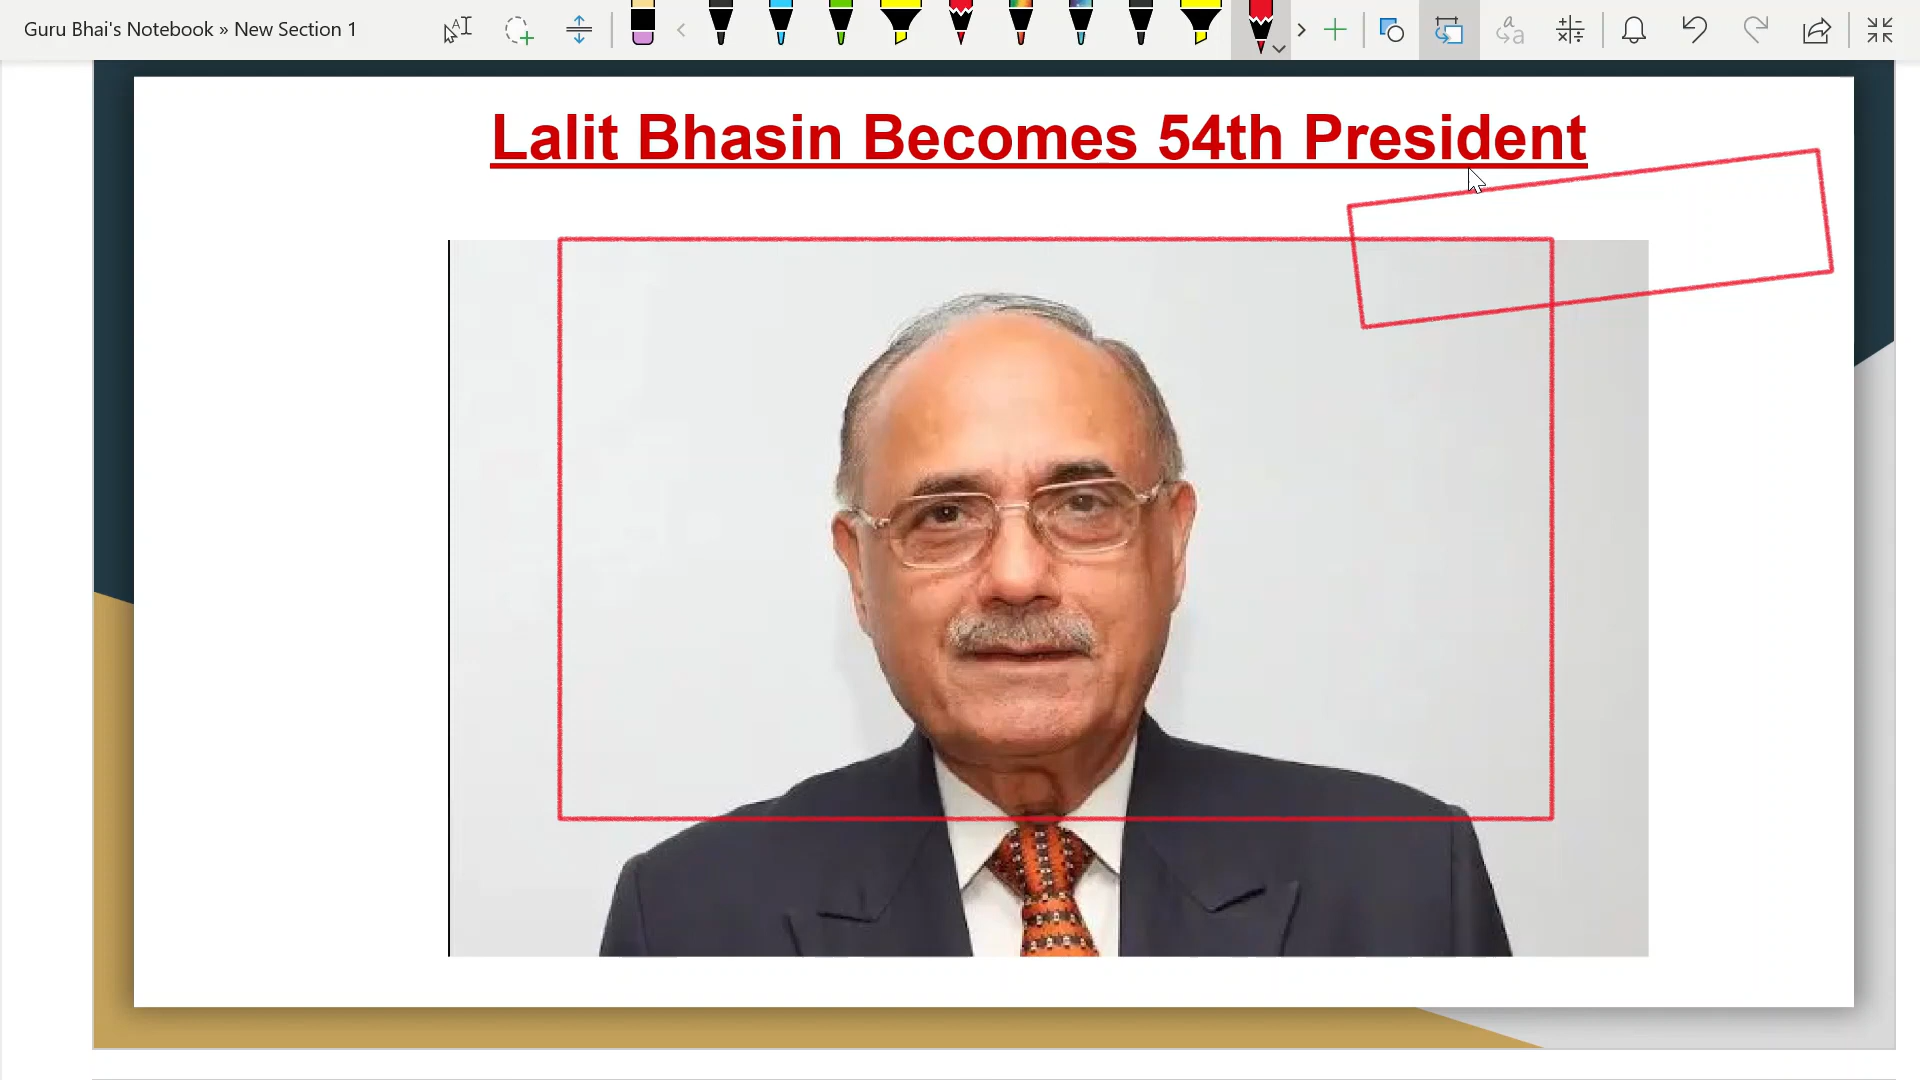 Guru Bhai's Notebook » New Section 1
Lalit Bhasin Becomes 54th President